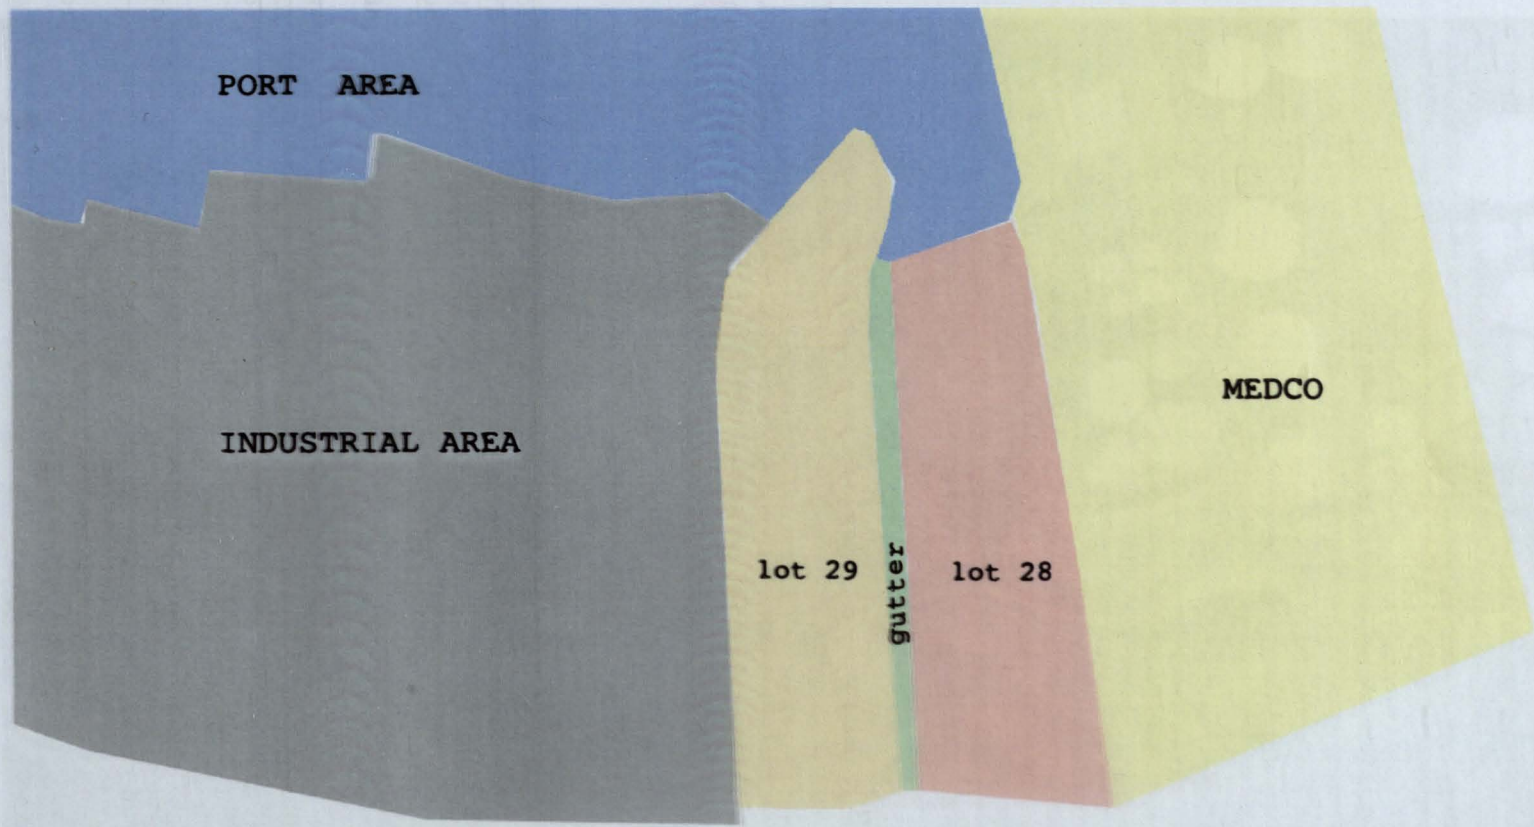 PORT AREA
MEDCO
INDUSTRIAL AREA
lot 29
gutter
lot 28